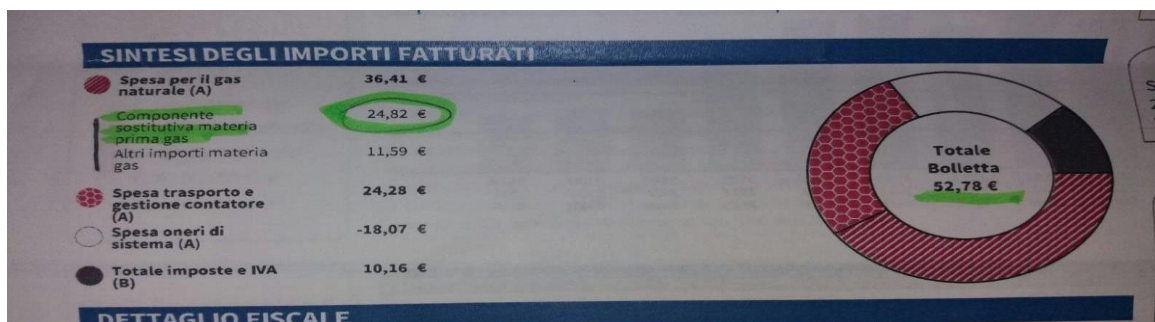 SINTESI DEGLI IMPORTI FATTURATI
Spesa per il gas 36,41 €
naturale (A)
Componente 24,82 €
sostitutiva materia
prima gas
Altri importi materia 11,59 €
gas
Spesa trasporto e 24,28 €
gestione contatore
(A)
Spesa oneri di -18,07 €
sistema (A)
Totale imposte e IVA 10,16 €
(B)
Totale
Bolletta
52,78 €
DETTAGLIO FISCALE